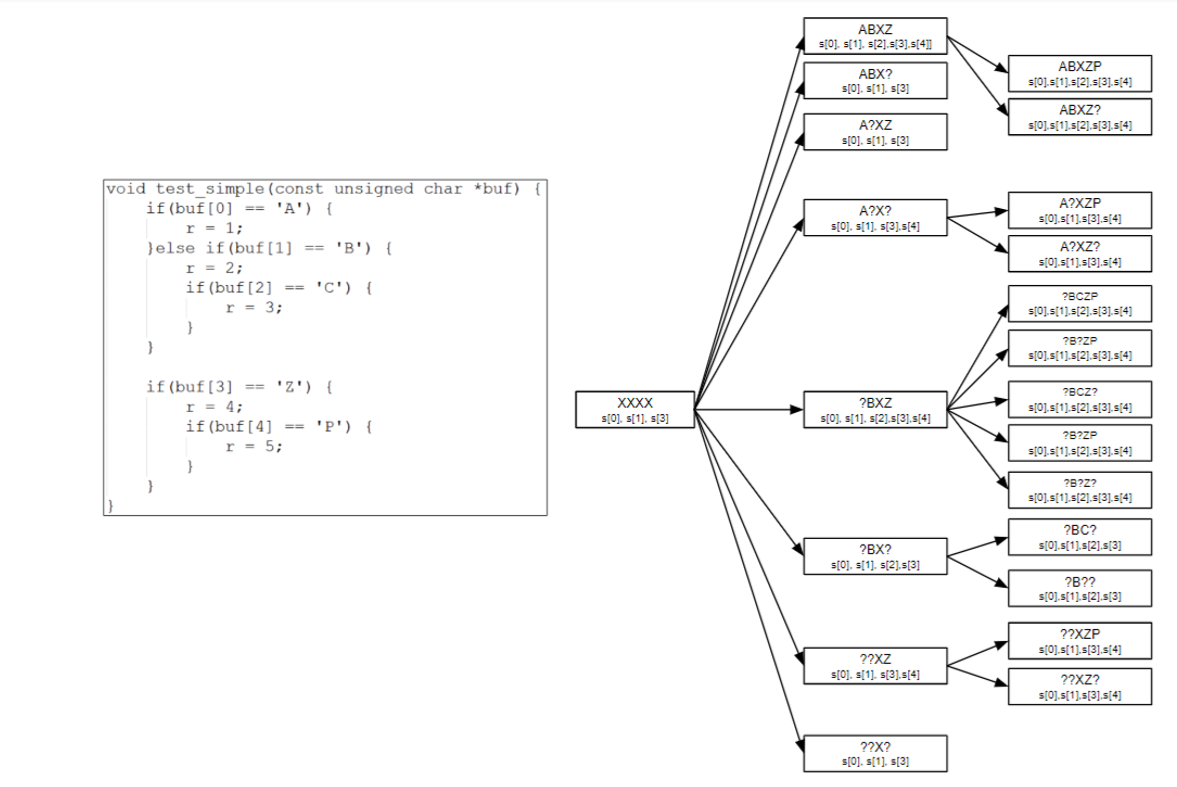 void test_simple(const unsigned char *buf) {
if(buf[0] == 'A') {
r = 1;
}else if(buf[1] == 'B') {
r = 2;
if(buf[2] == 'C') {
r = 3;
}
}
if(buf[3] == 'Z') {
r = 4;
if(buf[4] == 'P') {
r = 5;
}
}
}
XXXX
s[0], s[1], s[3]
ABXZ
s[0], s[1], s[2],s[3],s[4]]
ABX?
s[0], s[1], s[3]
A?XZ
s[0], s[1], s[3]
A?X?
s[0], s[1], s[3],s[4]
?BXZ
s[0], s[1], s[2],s[3],s[4]
?BX?
s[0], s[1], s[2],s[3]
??XZ
s[0], s[1], s[3],s[4]
??X?
s[0], s[1], s[3]
ABXZP
s[0],s[1],s[2],s[3],s[4]
ABXZ?
s[0],s[1],s[2],s[3],s[4]
A?XZP
s[0],s[1],s[3],s[4]
A?XZ?
s[0],s[1],s[3],s[4]
?BCZP
s[0],s[1],s[2],s[3],s[4]
?B?ZP
s[0],s[1],s[2],s[3],s[4]
?BCZ?
s[0],s[1],s[2],s[3],s[4]
?B?ZP
s[0],s[1],s[2],s[3],s[4]
?B?Z?
s[0],s[1],s[2],s[3],s[4]
?BC?
s[0],s[1],s[2],s[3]
?B??
s[0],s[1],s[2],s[3]
??XZP
s[0],s[1],s[3],s[4]
??XZ?
s[0],s[1],s[3],s[4]